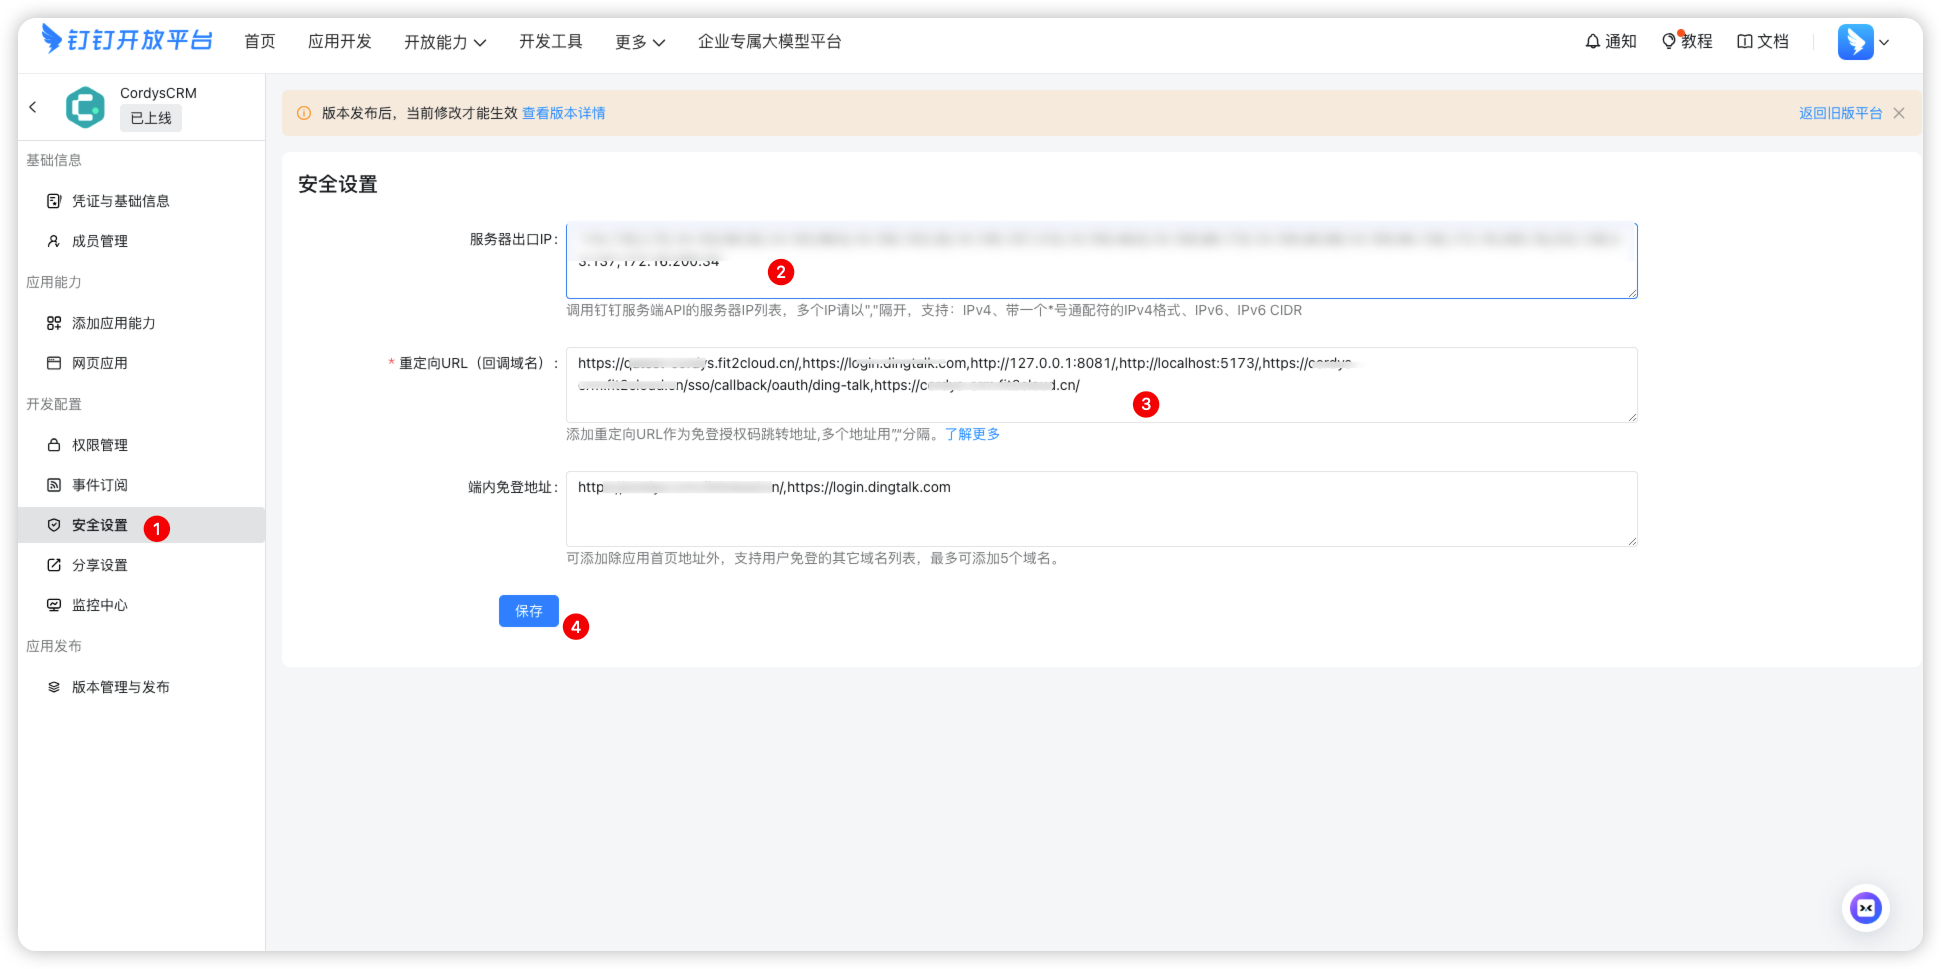 钉钉开放平台 首页 应用开发 开放能力 开发工具 更多 企业专属大模型平台 通知 教程 文档
CordysCRM
已上线
版本发布后，当前修改才能生效 查看版本详情 返回旧版平台
基础信息
凭证与基础信息
成员管理
应用能力
添加应用能力
网页应用
开发配置
权限管理
事件订阅
安全设置 1
分享设置
监控中心
应用发布
版本管理与发布
安全设置
服务器出口IP：
172.16.200.34
2
调用钉钉服务端API的服务器IP列表，多个IP请以","隔开，支持：IPv4、带一个*号通配符的IPv4格式、IPv6、IPv6 CIDR
* 重定向URL（回调域名）：
.fit2cloud.cn/,https://login.dingtalk.com,http://127.0.0.1:8081/,http://localhost:5173/,https://
/sso/callback/oauth/ding-talk,https:// .cn/
3
添加重定向URL作为免登授权码跳转地址,多个地址用","分隔。了解更多
端内免登地址：
http n/,https://login.dingtalk.com
可添加除应用首页地址外，支持用户免登的其它域名列表，最多可添加5个域名。
保存
4